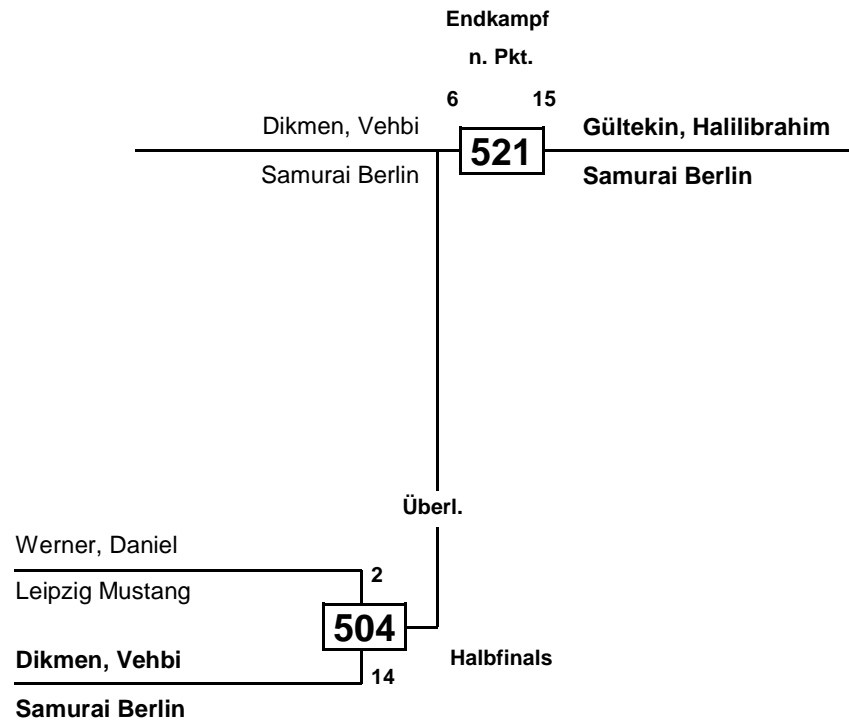 Endkampf
n. Pkt.
6 15
Dikmen, Vehbi
Samurai Berlin
521
Gültekin, Halilibrahim
Samurai Berlin
Überl.
Werner, Daniel
Leipzig Mustang
2
504
Halbfinals
Dikmen, Vehbi
Samurai Berlin
14